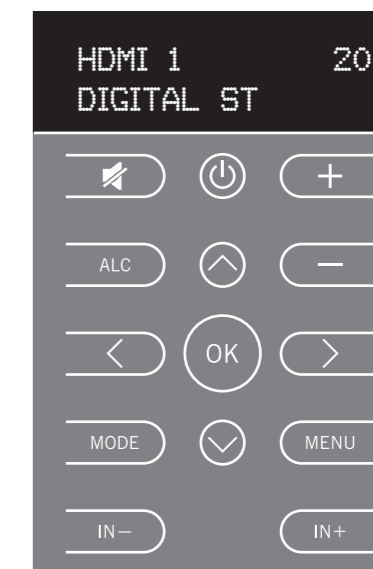 HDMI 1 20
DIGITAL ST
+
ALC
−
< OK >
MODE MENU
IN− IN+